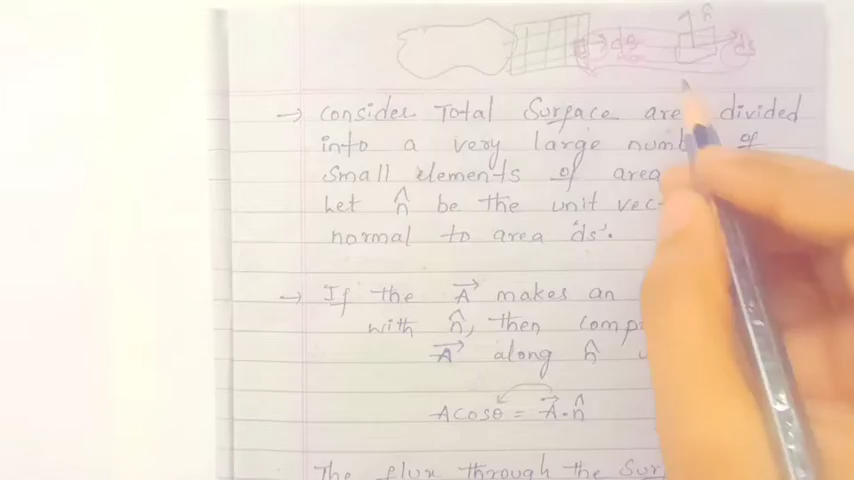 ds n̂ ds
→ Consider Total Surface are divided
into a very large numb of
Small elements of area
Let n̂ be the unit vec-
normal to area 'ds'.
→ If the A⃗ makes an
with n̂, then comp
A⃗ along n̂
A cosθ = A⃗.n̂
The flux through the Sur